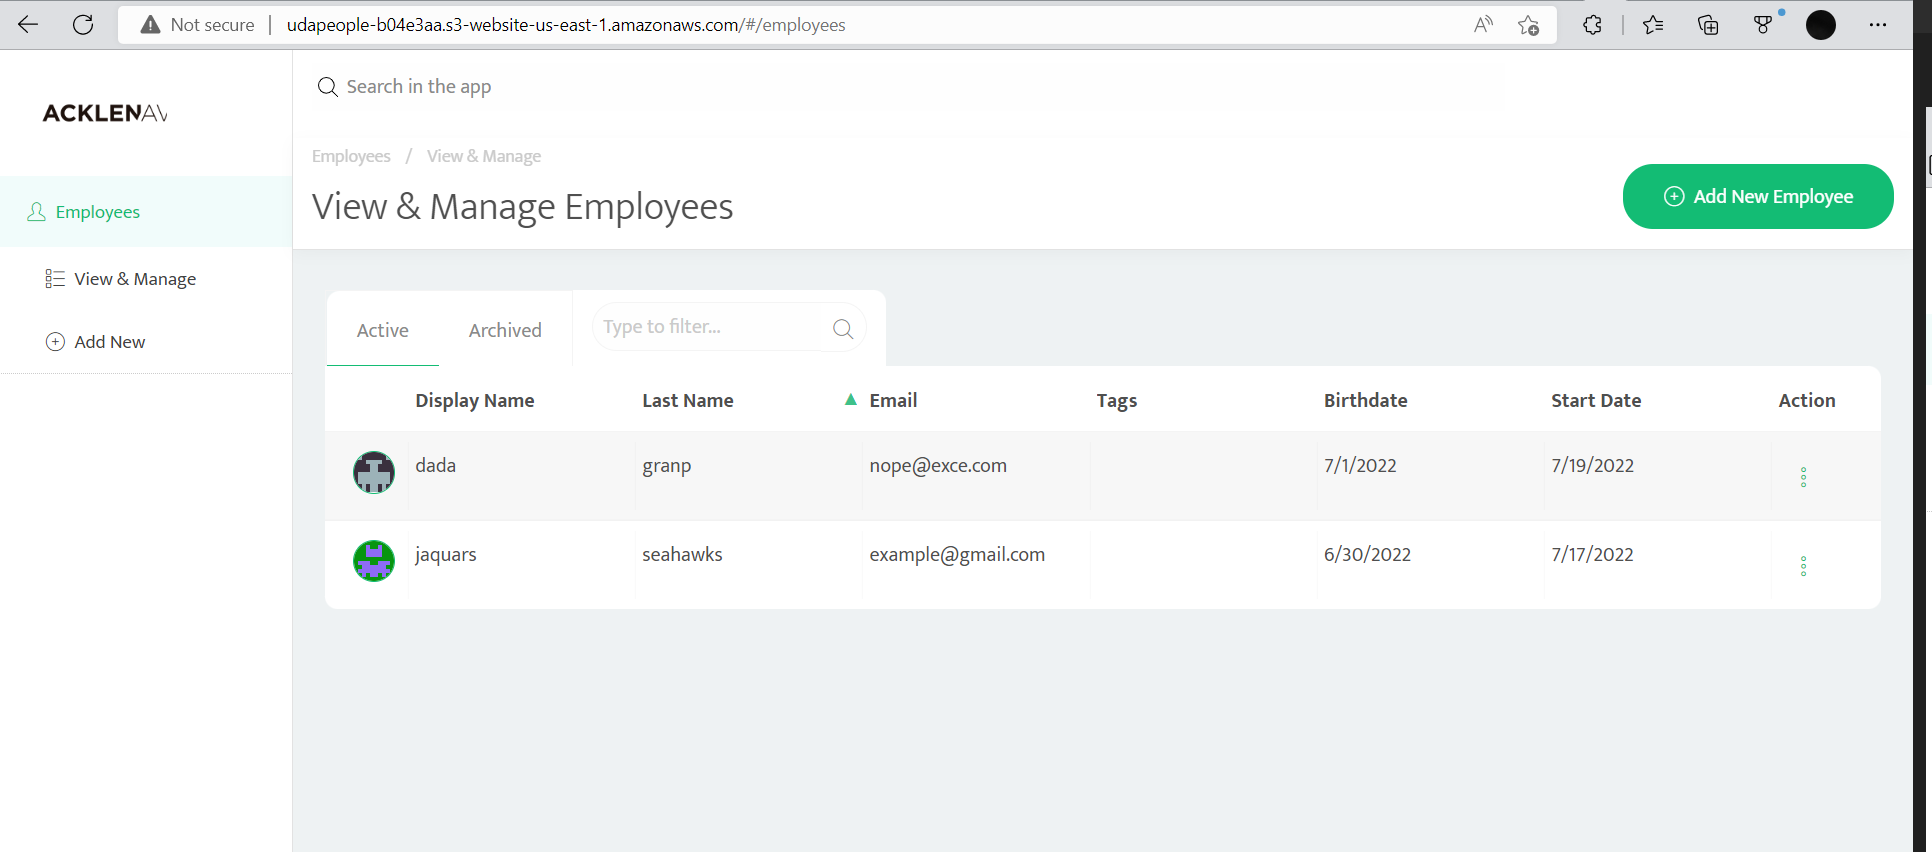 Not secure | udapeople-b04e3aa.s3-website-us-east-1.amazonaws.com/#/employees
Search in the app
ACKLENAV
Employees / View & Manage
View & Manage Employees
Add New Employee
Employees
View & Manage
Add New
Active Archived Type to filter...
Display Name Last Name Email Tags Birthdate Start Date Action
dada granp nope@exce.com 7/1/2022 7/19/2022
jaquars seahawks example@gmail.com 6/30/2022 7/17/2022